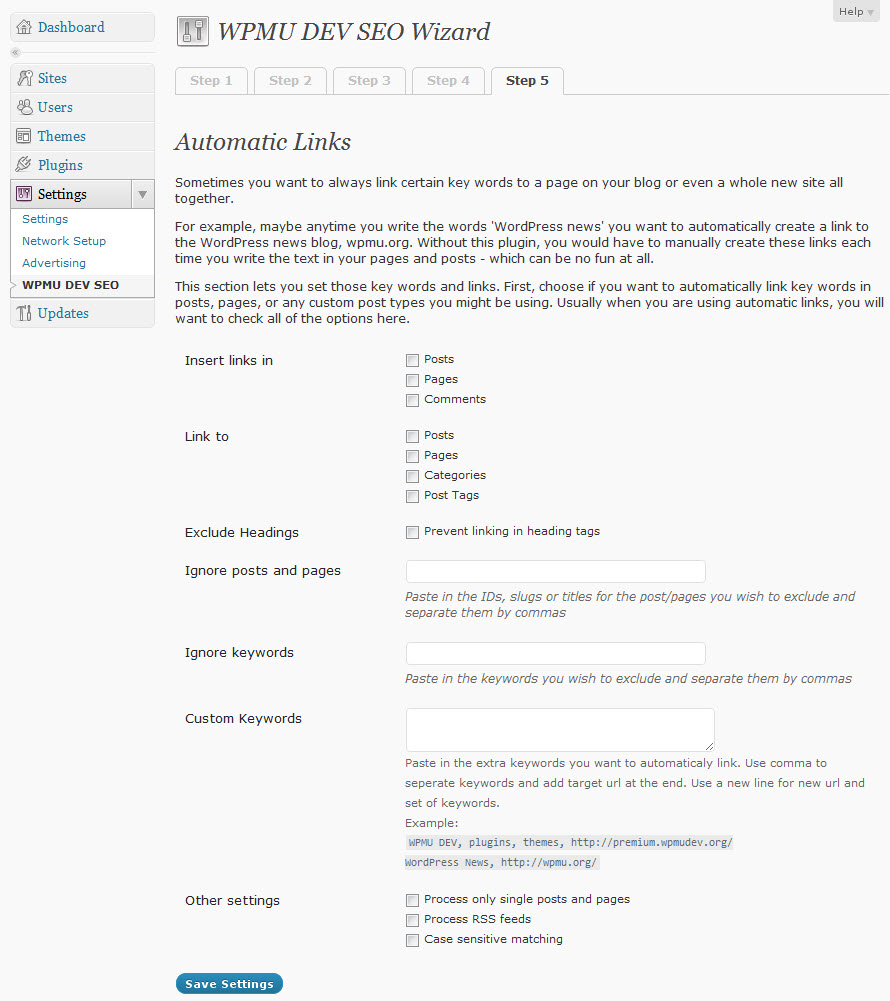 Help
Dashboard
Sites
Users
Themes
Plugins
Settings
Settings
Network Setup
Advertising
WPMU DEV SEO
Updates
WPMU DEV SEO Wizard
Step 1 Step 2 Step 3 Step 4 Step 5
Automatic Links
Sometimes you want to always link certain key words to a page on your blog or even a whole new site all
together.
For example, maybe anytime you write the words 'WordPress news' you want to automatically create a link to
the WordPress news blog, wpmu.org. Without this plugin, you would have to manually create these links each
time you write the text in your pages and posts - which can be no fun at all.
This section lets you set those key words and links. First, choose if you want to automatically link key words in
posts, pages, or any custom post types you might be using. Usually when you are using automatic links, you will
want to check all of the options here.
Insert links in
Posts
Pages
Comments
Link to
Posts
Pages
Categories
Post Tags
Exclude Headings
Prevent linking in heading tags
Ignore posts and pages
Paste in the IDs, slugs or titles for the post/pages you wish to exclude and
separate them by commas
Ignore keywords
Paste in the keywords you wish to exclude and separate them by commas
Custom Keywords
Paste in the extra keywords you want to automaticaly link. Use comma to
seperate keywords and add target url at the end. Use a new line for new url and
set of keywords.
Example:
WPMU DEV, plugins, themes, http://premium.wpmudev.org/
WordPress News, http://wpmu.org/
Other settings
Process only single posts and pages
Process RSS feeds
Case sensitive matching
Save Settings